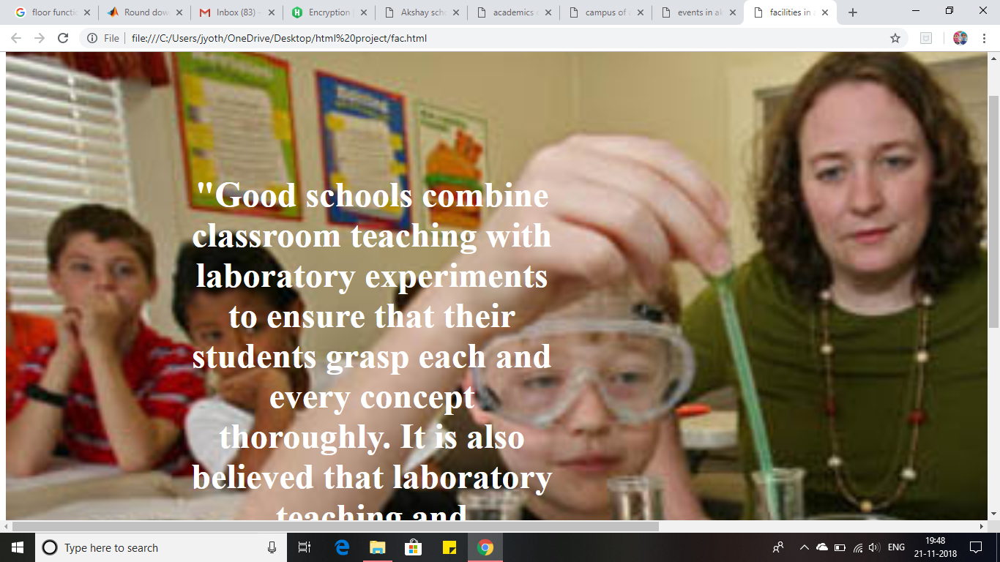 floor functi
Round dow
Inbox (83) -
Encryption
Akshay scho
academics
campus of
events in ak
facilities in
File
file:///C:/Users/jyoth/OneDrive/Desktop/html%20project/fac.html
"Good schools combine
classroom teaching with
laboratory experiments
to ensure that their
students grasp each and
every concept
thoroughly. It is also
believed that laboratory
teaching and
Type here to search
ENG
19:48
21-11-2018